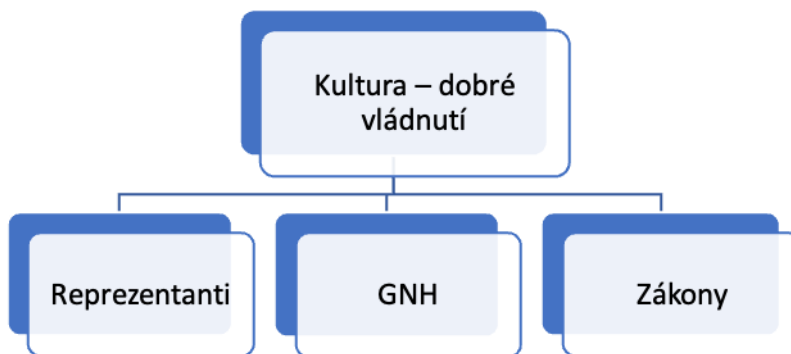 Kultura – dobré
vládnutí
Reprezentanti
GNH
Zákony